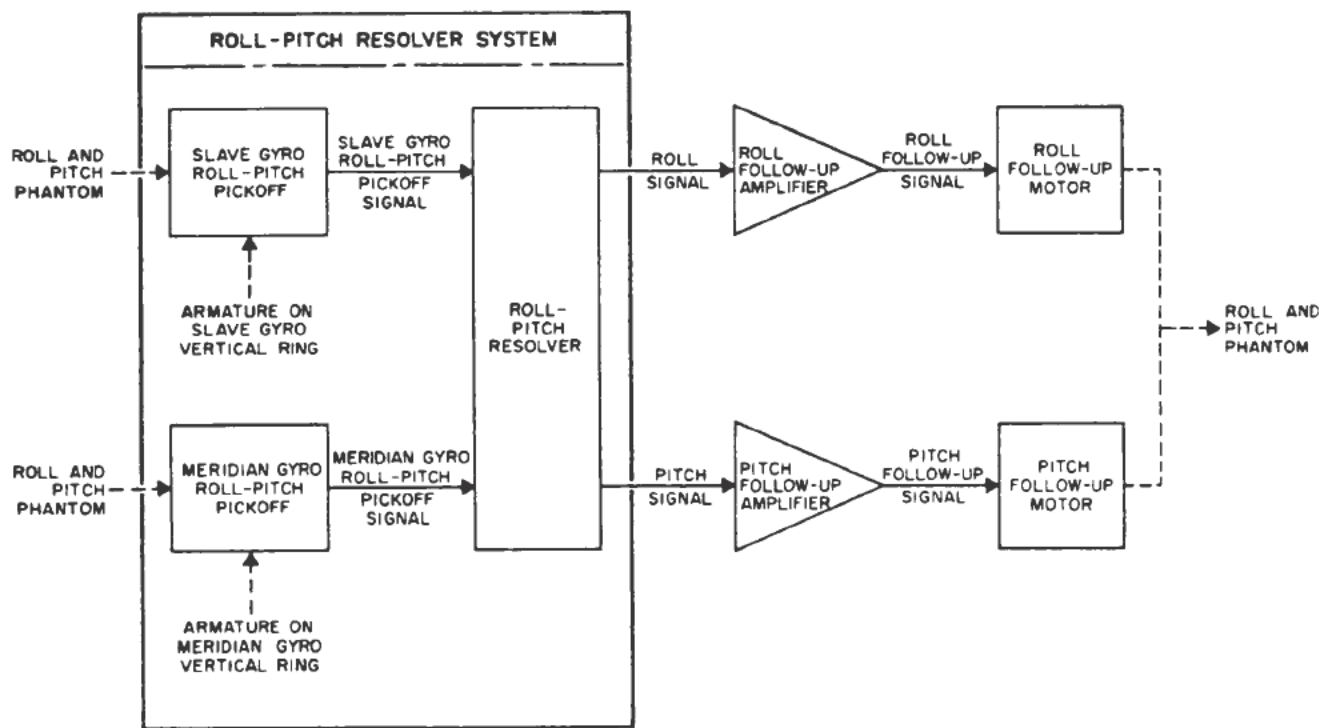 ROLL-PITCH RESOLVER SYSTEM
ROLL AND
PITCH
PHANTOM
SLAVE GYRO
ROLL-PITCH
PICKOFF
SLAVE GYRO
ROLL-PITCH
PICKOFF
SIGNAL
ARMATURE ON
SLAVE GYRO
VERTICAL RING
ROLL-
PITCH
RESOLVER
ROLL
SIGNAL
ROLL
FOLLOW-UP
AMPLIFIER
ROLL
FOLLOW-UP
SIGNAL
ROLL
FOLLOW-UP
MOTOR
ROLL AND
PITCH
PHANTOM
ROLL AND
PITCH
PHANTOM
MERIDIAN GYRO
ROLL-PITCH
PICKOFF
MERIDIAN GYRO
ROLL-PITCH
PICKOFF
SIGNAL
ARMATURE ON
MERIDIAN GYRO
VERTICAL RING
PITCH
SIGNAL
PITCH
FOLLOW-UP
AMPLIFIER
PITCH
FOLLOW-UP
SIGNAL
PITCH
FOLLOW-UP
MOTOR